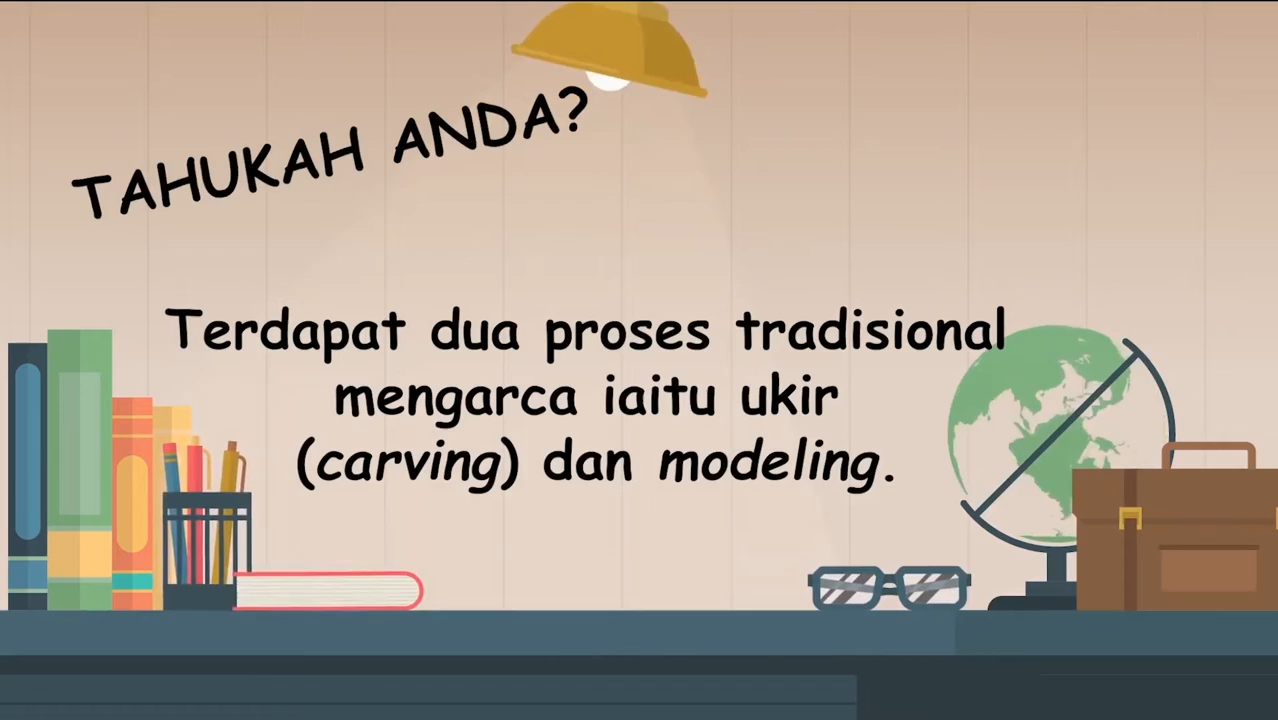 TAHUKAH ANDA?
Terdapat dua proses tradisional
mengarca iaitu ukir
(carving) dan modeling.